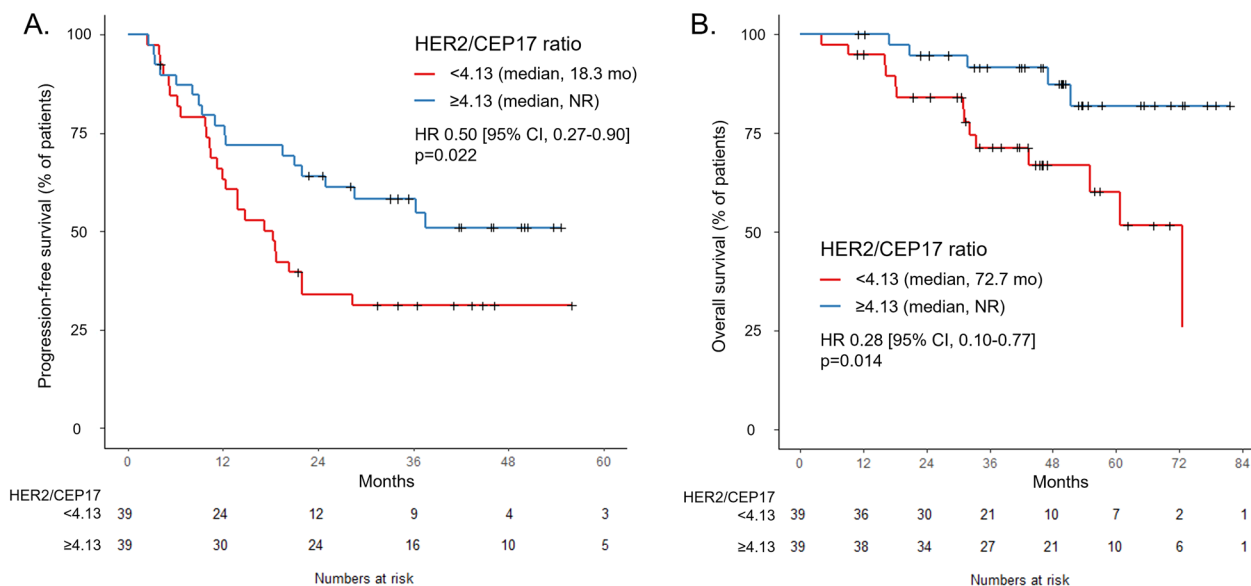 A.
HER2/CEP17 ratio
<4.13 (median, 18.3 mo)
≥4.13 (median, NR)
HR 0.50 [95% CI, 0.27-0.90]
p=0.022
Progression-free survival (% of patients)
100
75
50
25
0
0 12 24 36 48 60
Months
HER2/CEP17
<4.13 39 24 12 9 4 3
≥4.13 39 30 24 16 10 5
Numbers at risk
B.
Overall survival (% of patients)
100
75
50
25
0
HER2/CEP17 ratio
<4.13 (median, 72.7 mo)
≥4.13 (median, NR)
HR 0.28 [95% CI, 0.10-0.77]
p=0.014
0 12 24 36 48 60 72 84
Months
HER2/CEP17
<4.13 39 36 30 21 10 7 2 1
≥4.13 39 38 34 27 21 10 6 1
Numbers at risk